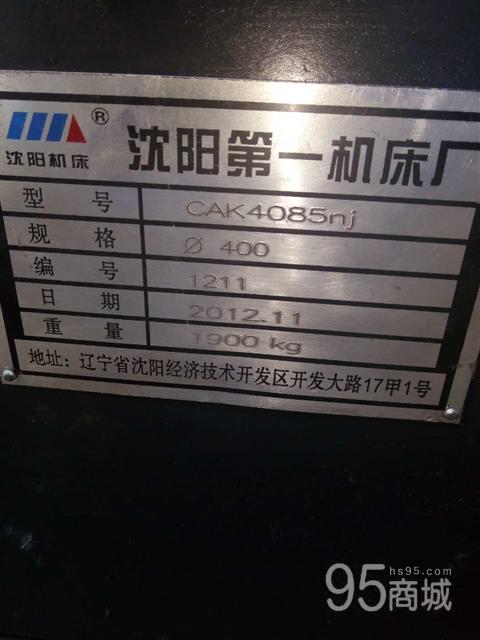 沈阳机床 ® 沈阳第一机床厂
型 号 CAK4085nj
规 格 Ø 400
编 号 1211
日 期 2012.11
重 量 1900 kg
地址: 辽宁省沈阳经济技术开发区开发大路17甲1号
hs95.com
95商城